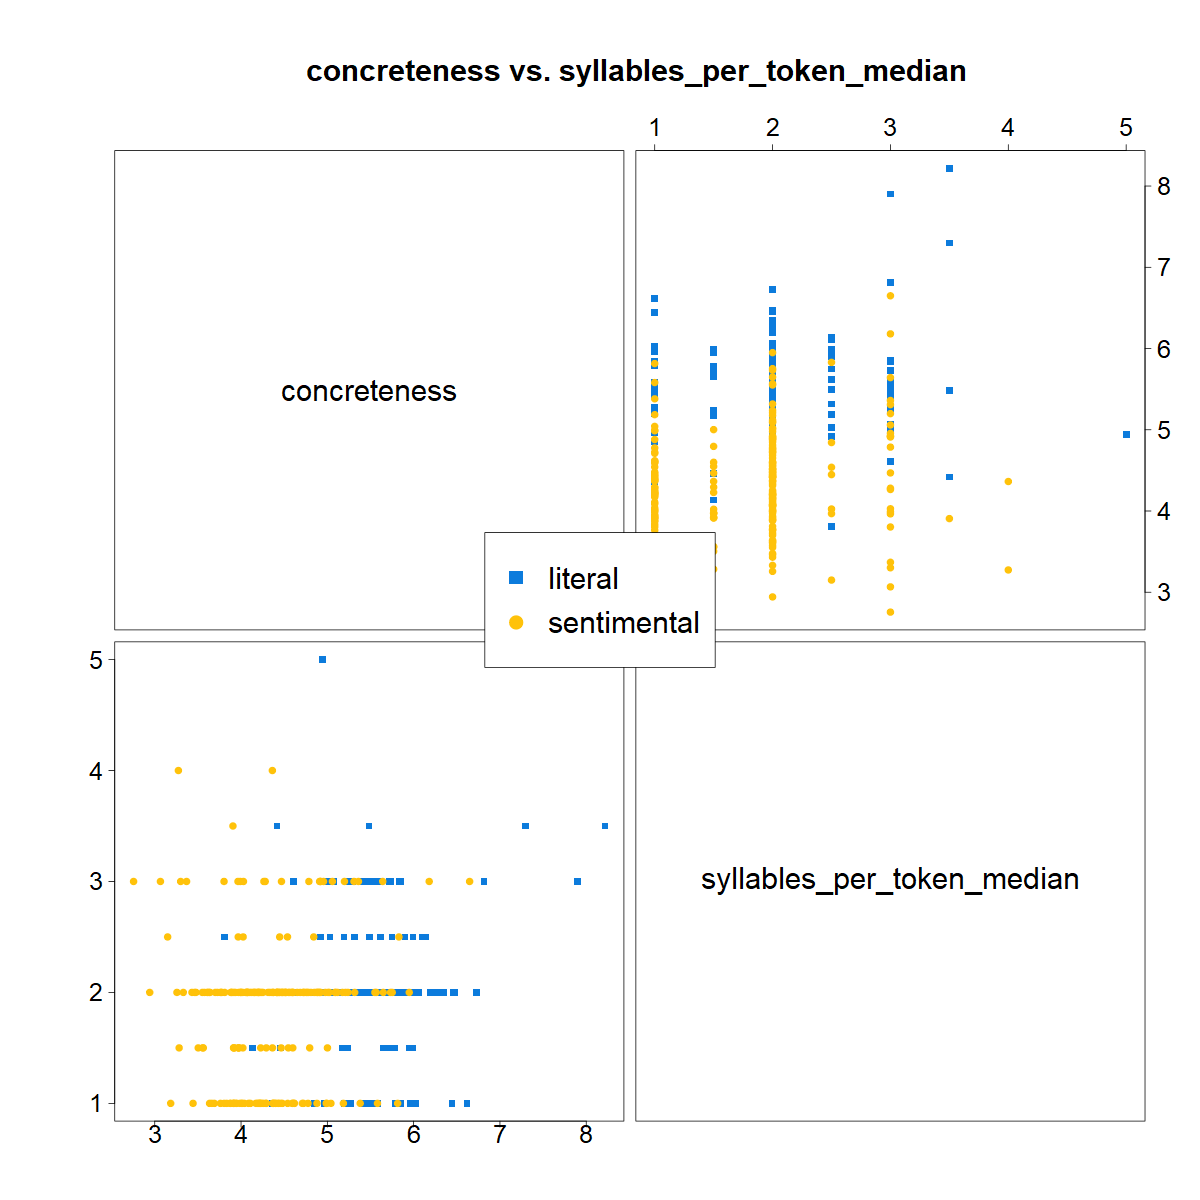 concreteness vs. syllables_per_token_median
1 2 3 4 5
concreteness
8
7
6
5
4
3
literal
sentimental
5
4
3
2
1
syllables_per_token_median
3 4 5 6 7 8